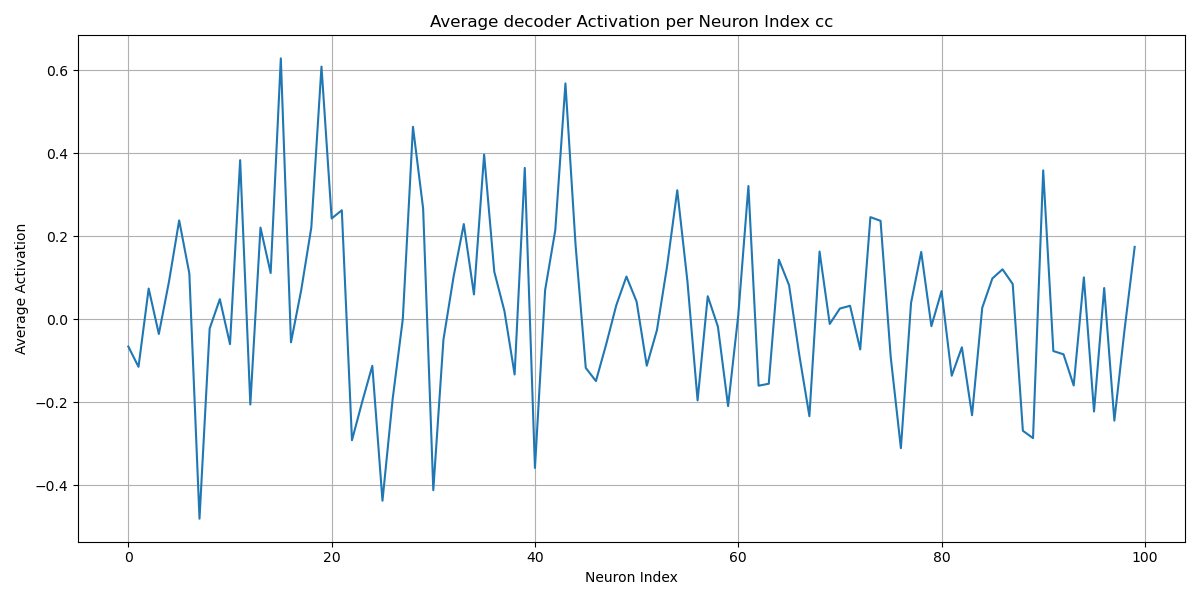 Average decoder Activation per Neuron Index cc
Average Activation
0.6
0.4
0.2
0.0
−0.2
−0.4
0 20 40 60 80 100
Neuron Index